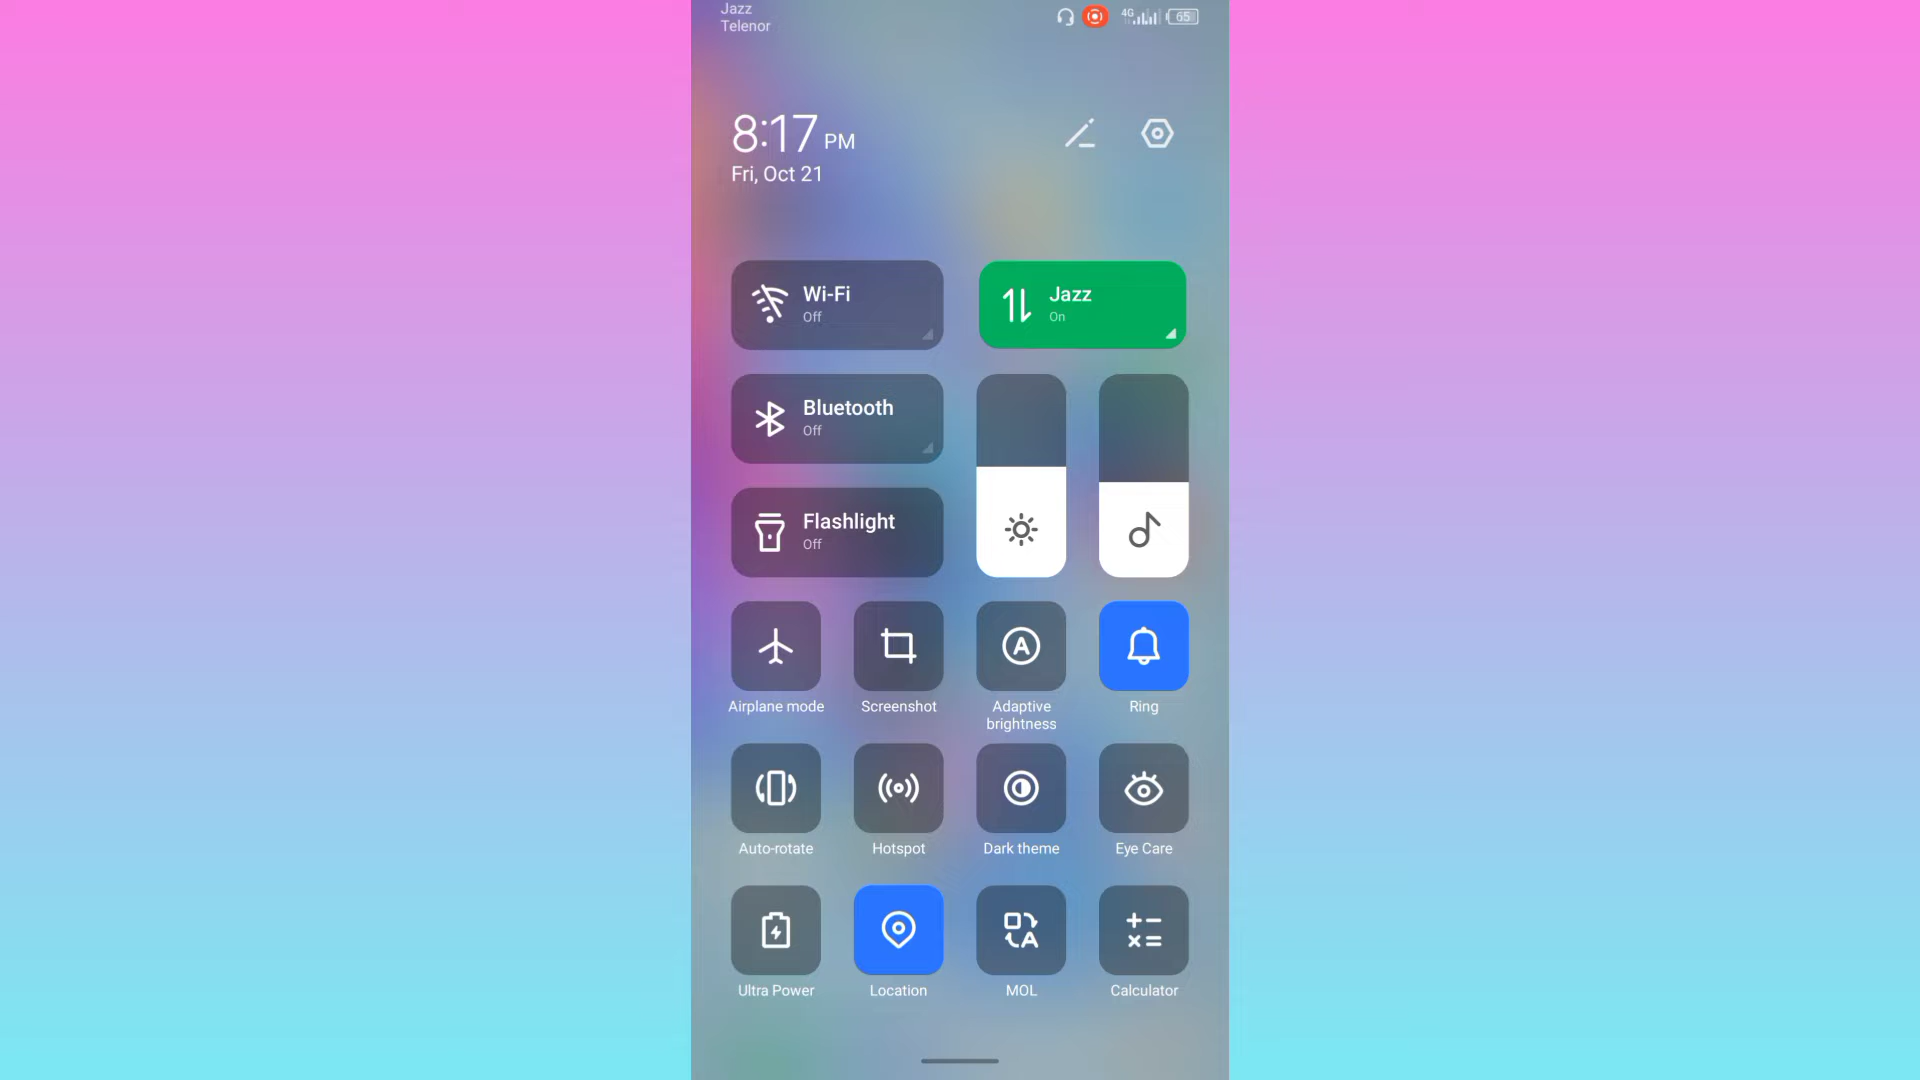 Jazz
Telenor
4G
65
8:17 PM
Fri, Oct 21
Wi-Fi
Off
Jazz
On
Bluetooth
Off
Flashlight
Off
Airplane mode
Screenshot
Adaptive
brightness
Ring
Auto-rotate
Hotspot
Dark theme
Eye Care
Ultra Power
Location
MOL
Calculator